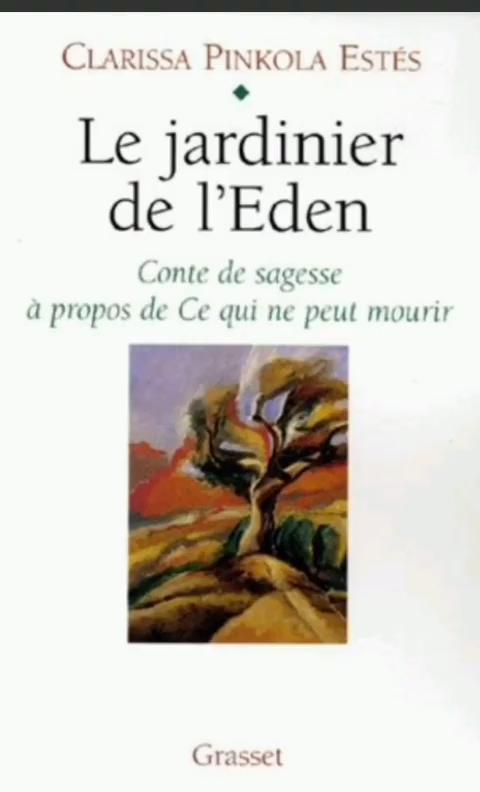 CLARISSA PINKOLA ESTÉS
Le jardinier
de l'Eden
Conte de sagesse
à propos de Ce qui ne peut mourir
Grasset